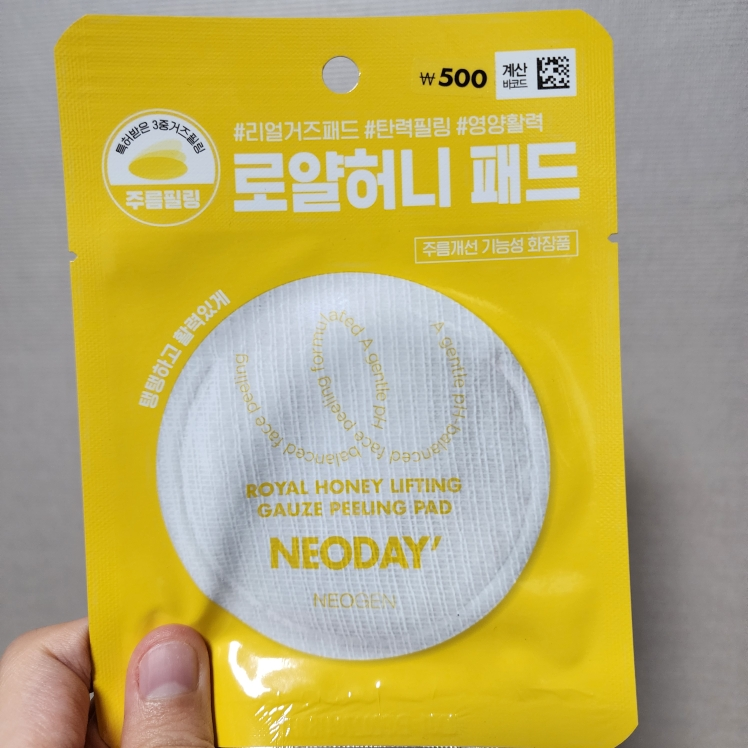 ₩500
계산
바코드
특허받은 3중거즈필링
주름필링
#리얼거즈패드 #탄력필링 #영양활력
로얄허니 패드
주름개선 기능성 화장품
탱탱하고 활력있게
A gentle pH balanced face peeling formulated A gentle pH balanced face peeling
ROYAL HONEY LIFTING
GAUZE PEELING PAD
NEODAY'
NEOGEN